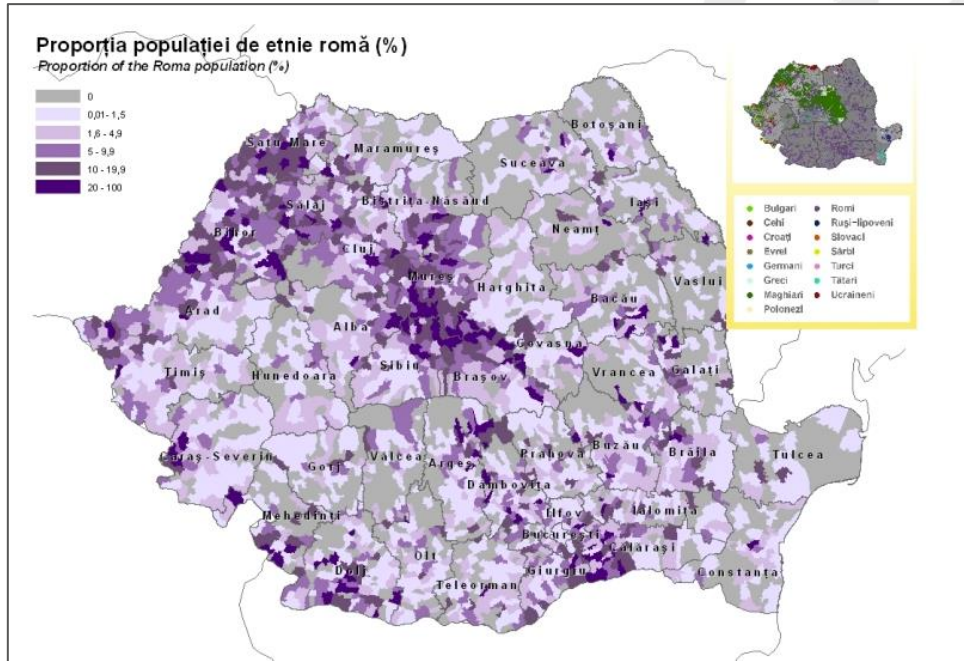 Proporția populației de etnie romă (%)
Proportion of the Roma population (%)
0
0,01 - 1,5
1,6 - 4,9
5 - 9,9
10 - 19,9
20 - 100
Botoșani
Satu Mare
Maramureș
Suceava
Iași
Bistrița-Năsăud
Sălaj
Neamț
Bihor
Cluj
Mureș
Harghita
Vaslui
Bacău
Arad
Alba
Covasna
Sibiu
Timiș
Hunedoara
Brașov
Vrancea
Galați
Buzău
Caraș-Severin
Gorj
Vâlcea
Argeș
Prahova
Brăila
Tulcea
Dambovița
Mehedinți
Ilfov
Ialomița
București
Olt
Călărași
Dolj
Giurgiu
Teleorman
Constanța
Bulgari
Cehi
Croați
Evrei
Germani
Greci
Maghiari
Polonezi
Romi
Ruși-lipoveni
Slovaci
Sârbi
Turci
Tătari
Ucraineni